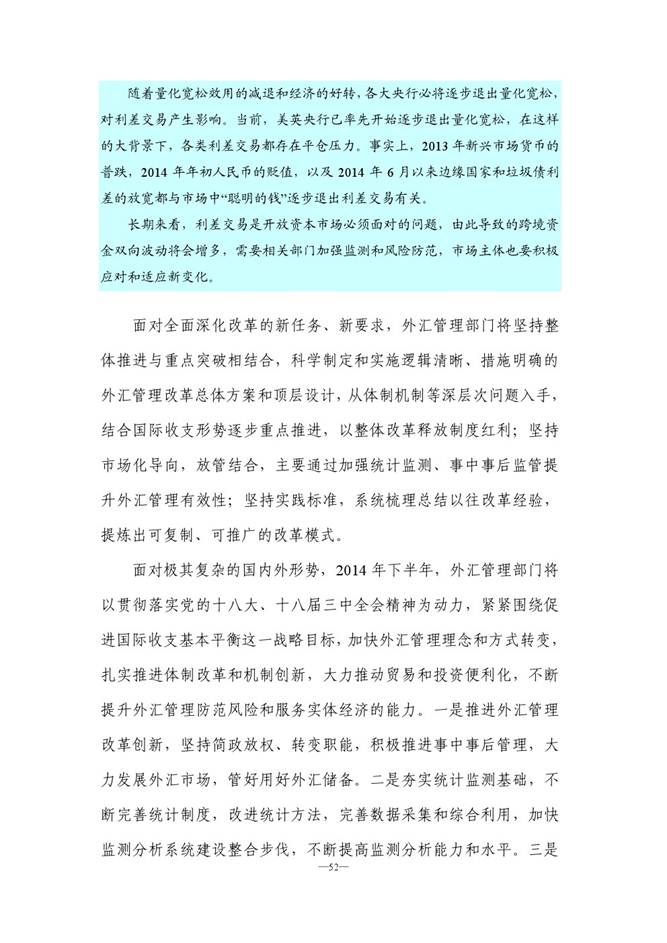 随着量化宽松效用的减退和经济的好转，各大央行必将逐步退出量化宽松，
对利差交易产生影响。当前，美英央行已率先开始逐步退出量化宽松，在这样
的大背景下，各类利差交易都存在平仓压力。事实上，2013 年新兴市场货币的
普跌，2014 年年初人民币的贬值，以及 2014 年 6 月以来边缘国家和垃圾债利
差的放宽都与市场中“聪明的钱”逐步退出利差交易有关。
长期来看，利差交易是开放资本市场必须面对的问题，由此导致的跨境资
金双向波动将会增多，需要相关部门加强监测和风险防范，市场主体也要积极
应对和适应新变化。
面对全面深化改革的新任务、新要求，外汇管理部门将坚持整
体推进与重点突破相结合，科学制定和实施逻辑清晰、措施明确的
外汇管理改革总体方案和顶层设计，从体制机制等深层次问题入手，
结合国际收支形势逐步重点推进，以整体改革释放制度红利；坚持
市场化导向，放管结合，主要通过加强统计监测、事中事后监管提
升外汇管理有效性；坚持实践标准，系统梳理总结以往改革经验，
提炼出可复制、可推广的改革模式。
面对极其复杂的国内外形势，2014 年下半年，外汇管理部门将
以贯彻落实党的十八大、十八届三中全会精神为动力，紧紧围绕促
进国际收支基本平衡这一战略目标，加快外汇管理理念和方式转变，
扎实推进体制改革和机制创新，大力推动贸易和投资便利化，不断
提升外汇管理防范风险和服务实体经济的能力。一是推进外汇管理
改革创新，坚持简政放权、转变职能，积极推进事中事后管理，大
力发展外汇市场，管好用好外汇储备。二是夯实统计监测基础，不
断完善统计制度，改进统计方法，完善数据采集和综合利用，加快
监测分析系统建设整合步伐，不断提高监测分析能力和水平。三是
—52—